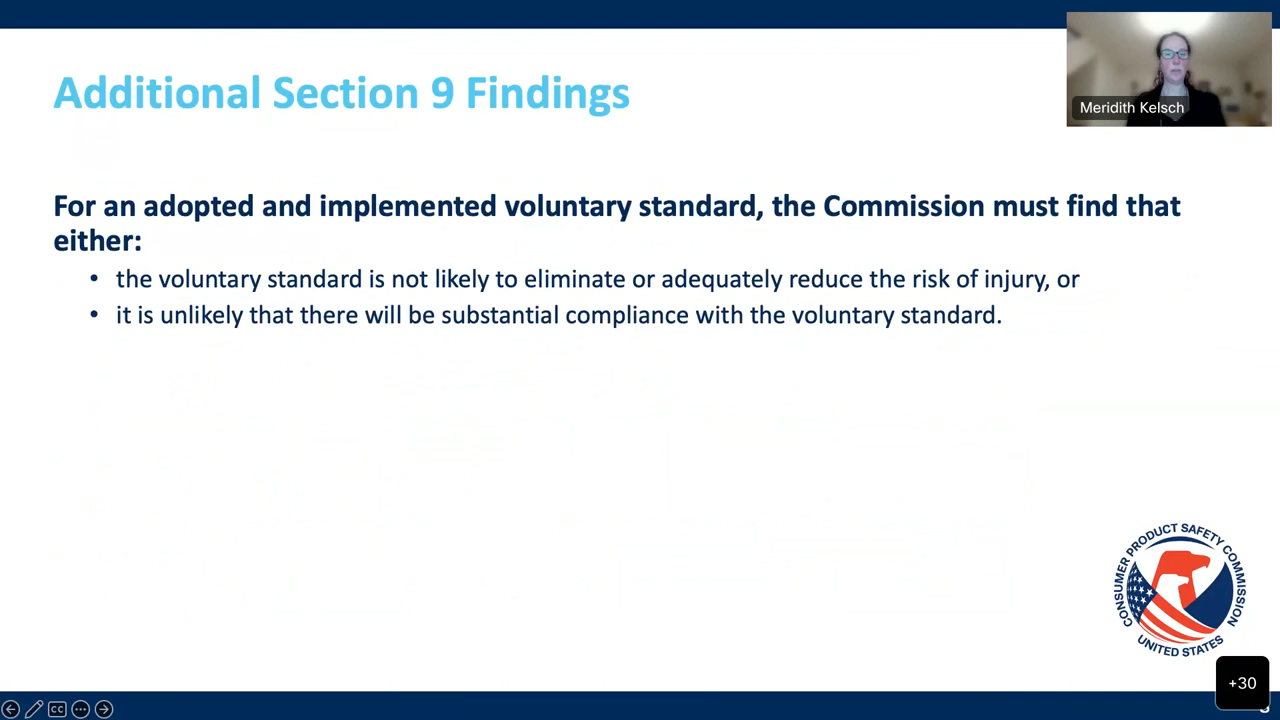 Additional Section 9 Findings
Meridith Kelsch
For an adopted and implemented voluntary standard, the Commission must find that
either:
• the voluntary standard is not likely to eliminate or adequately reduce the risk of injury, or
• it is unlikely that there will be substantial compliance with the voluntary standard.
CONSUMER PRODUCT SAFETY COMMISSION
UNITED STATES
+30
CC